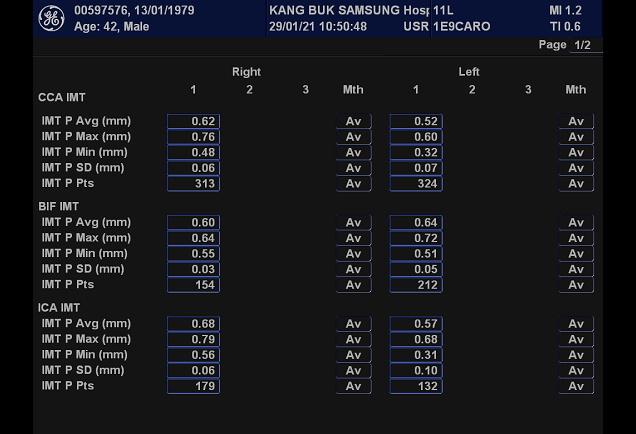 00597576, 13/01/1979 KANG BUK SAMSUNG Hosp 11L MI 1.2
Age: 42, Male 29/01/21 10:50:48 USR 1E9CARO TI 0.6
Page 1/2
Right Left
CCA IMT 1 2 3 Mth 1 2 3 Mth
IMT P Avg (mm) 0.62 Av 0.52 Av
IMT P Max (mm) 0.76 Av 0.60 Av
IMT P Min (mm) 0.48 Av 0.32 Av
IMT P SD (mm) 0.06 Av 0.07 Av
IMT P Pts 313 Av 324 Av
BIF IMT
IMT P Avg (mm) 0.60 Av 0.64 Av
IMT P Max (mm) 0.64 Av 0.72 Av
IMT P Min (mm) 0.55 Av 0.51 Av
IMT P SD (mm) 0.03 Av 0.05 Av
IMT P Pts 154 Av 212 Av
ICA IMT
IMT P Avg (mm) 0.68 Av 0.57 Av
IMT P Max (mm) 0.79 Av 0.68 Av
IMT P Min (mm) 0.56 Av 0.31 Av
IMT P SD (mm) 0.06 Av 0.10 Av
IMT P Pts 179 Av 132 Av